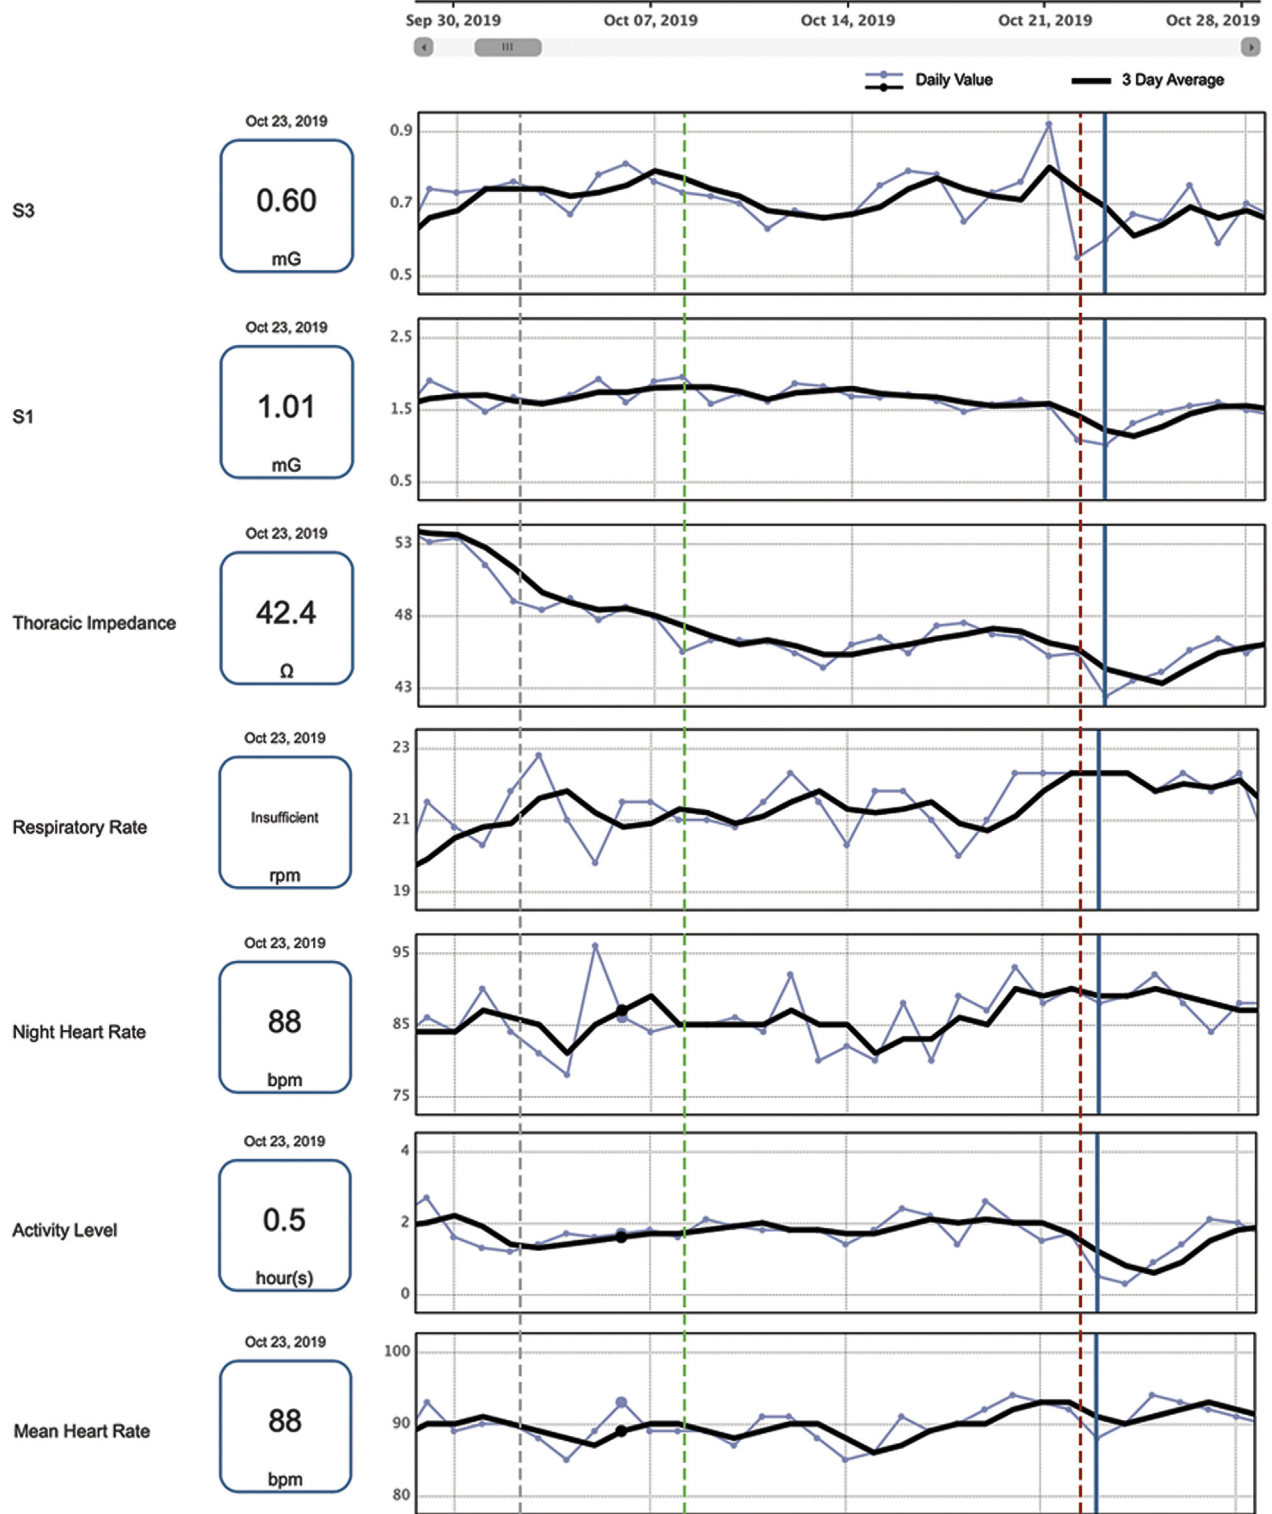 Sep 30, 2019 Oct 07, 2019 Oct 14, 2019 Oct 21, 2019 Oct 28, 2019
Daily Value 3 Day Average
Oct 23, 2019
S3
0.60
mG
0.9
0.7
0.5
Oct 23, 2019
S1
1.01
mG
2.5
1.5
0.5
Oct 23, 2019
Thoracic Impedance
42.4
Ω
53
48
43
Oct 23, 2019
Respiratory Rate
Insufficient
rpm
23
21
19
Oct 23, 2019
Night Heart Rate
88
bpm
95
85
75
Oct 23, 2019
Activity Level
0.5
hour(s)
4
2
0
Oct 23, 2019
Mean Heart Rate
88
bpm
100
90
80